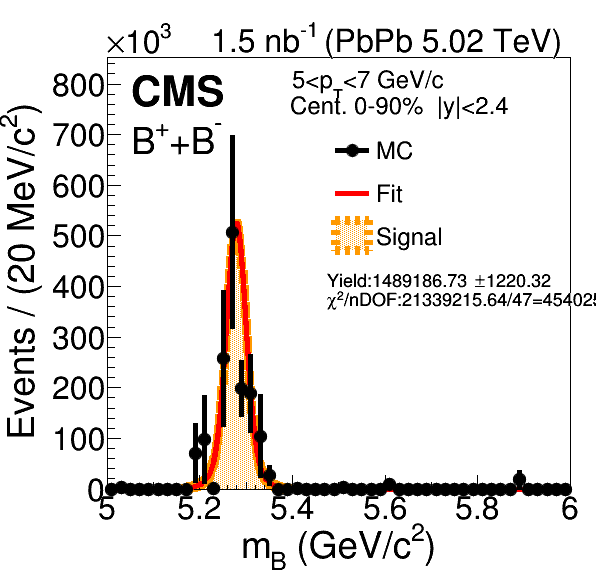 ×10³ 1.5 nb⁻¹ (PbPb 5.02 TeV)
CMS
B⁺+B⁻
5<p_T<7 GeV/c
Cent. 0-90% |y|<2.4
MC
Fit
Signal
Yield:1489186.73 ±1220.32
χ²/nDOF:21339215.64/47=454025
Events / (20 MeV/c²)
800
700
600
500
400
300
200
100
0
5 5.2 5.4 5.6 5.8 6
m_B (GeV/c²)